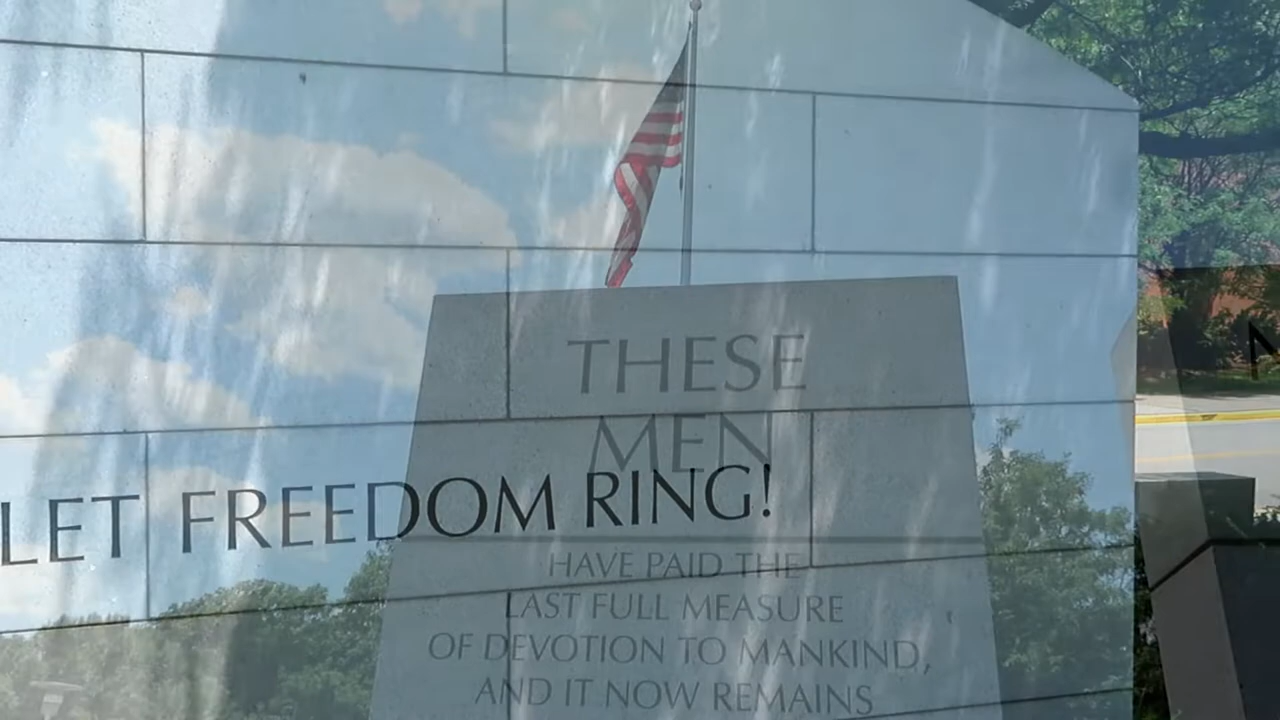 THESE
MEN
LET FREEDOM RING!
HAVE PAID THE
LAST FULL MEASURE
OF DEVOTION TO MANKIND,
AND IT NOW REMAINS